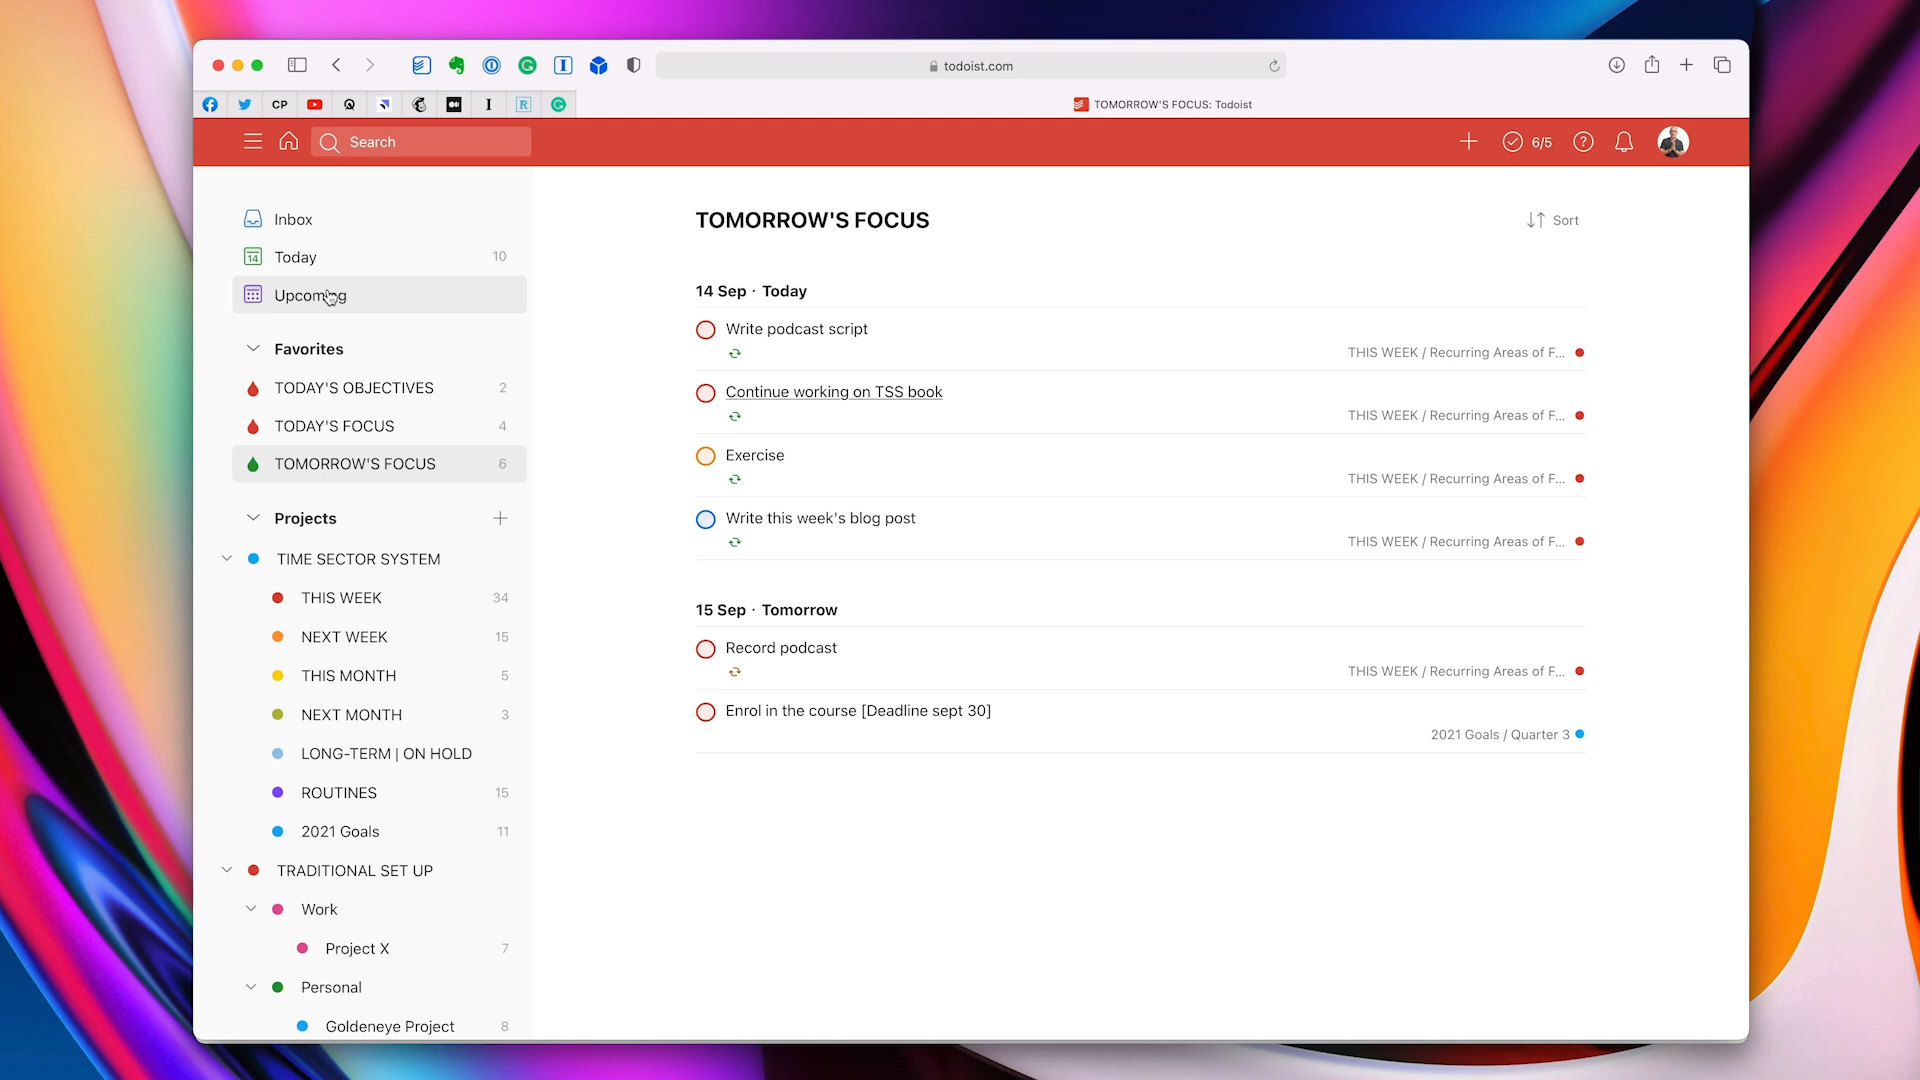 todoist.com
CP
I
R
TOMORROW'S FOCUS: Todoist
Search
6/5
Inbox
14
Today
10
Upcoming
Favorites
TODAY'S OBJECTIVES
2
TODAY'S FOCUS
4
TOMORROW'S FOCUS
6
Projects
TIME SECTOR SYSTEM
THIS WEEK
34
NEXT WEEK
15
THIS MONTH
5
NEXT MONTH
3
LONG-TERM | ON HOLD
ROUTINES
15
2021 Goals
11
TRADITIONAL SET UP
Work
Project X
7
Personal
Goldeneye Project
8
TOMORROW'S FOCUS
Sort
14 Sep · Today
Write podcast script
THIS WEEK / Recurring Areas of F...
Continue working on TSS book
THIS WEEK / Recurring Areas of F...
Exercise
THIS WEEK / Recurring Areas of F...
Write this week's blog post
THIS WEEK / Recurring Areas of F...
15 Sep · Tomorrow
Record podcast
THIS WEEK / Recurring Areas of F...
Enrol in the course [Deadline sept 30]
2021 Goals / Quarter 3